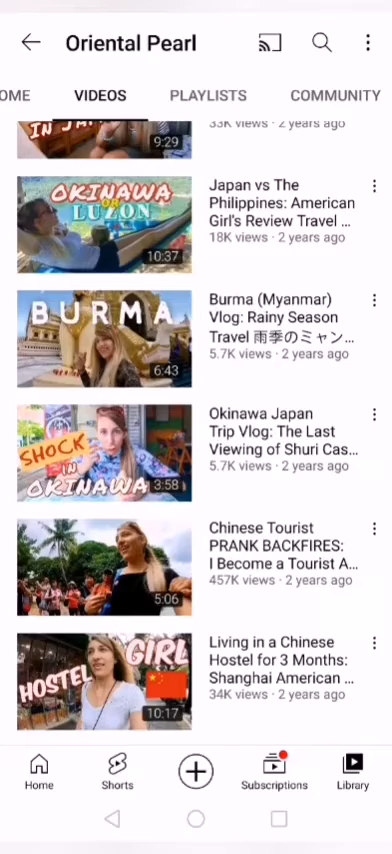 Oriental Pearl
OME VIDEOS PLAYLISTS COMMUNITY
IN JA
9:29
33K views · 2 years ago
OKINAWA
OR
LUZON
10:37
Japan vs The
Philippines: American
Girl's Review Travel ...
18K views · 2 years ago
BURMA
6:43
Burma (Myanmar)
Vlog: Rainy Season
Travel 雨季のミャン...
5.7K views · 2 years ago
SHOCK
IN
OKINAWA
3:58
Okinawa Japan
Trip Vlog: The Last
Viewing of Shuri Cas...
5.7K views · 2 years ago
5:06
Chinese Tourist
PRANK BACKFIRES:
I Become a Tourist A...
457K views · 2 years ago
GIRL
HOSTEL
10:17
Living in a Chinese
Hostel for 3 Months:
Shanghai American ...
34K views · 2 years ago
Home Shorts Subscriptions Library